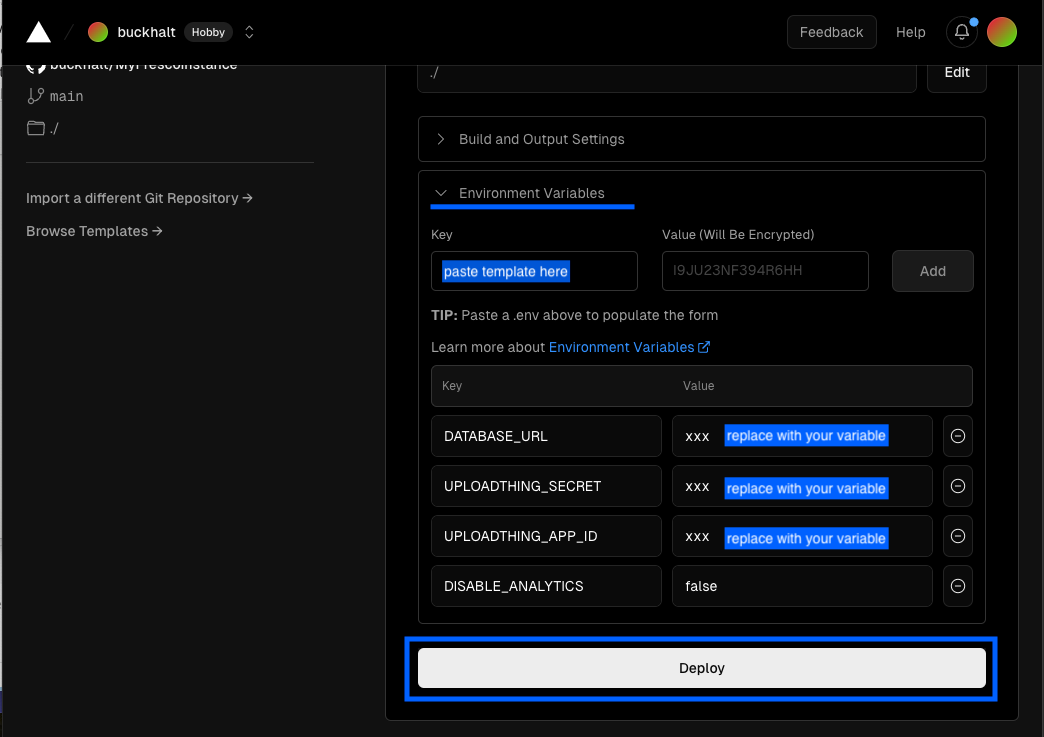 buckhalt Hobby Feedback Help
buckhalt/MyFrescoInstance
main
./
Import a different Git Repository →
Browse Templates →
./ Edit
Build and Output Settings
Environment Variables
Key Value (Will Be Encrypted)
paste template here I9JU23NF394R6HH Add
TIP: Paste a .env above to populate the form
Learn more about Environment Variables
Key Value
DATABASE_URL xxx replace with your variable
UPLOADTHING_SECRET xxx replace with your variable
UPLOADTHING_APP_ID xxx replace with your variable
DISABLE_ANALYTICS false
Deploy